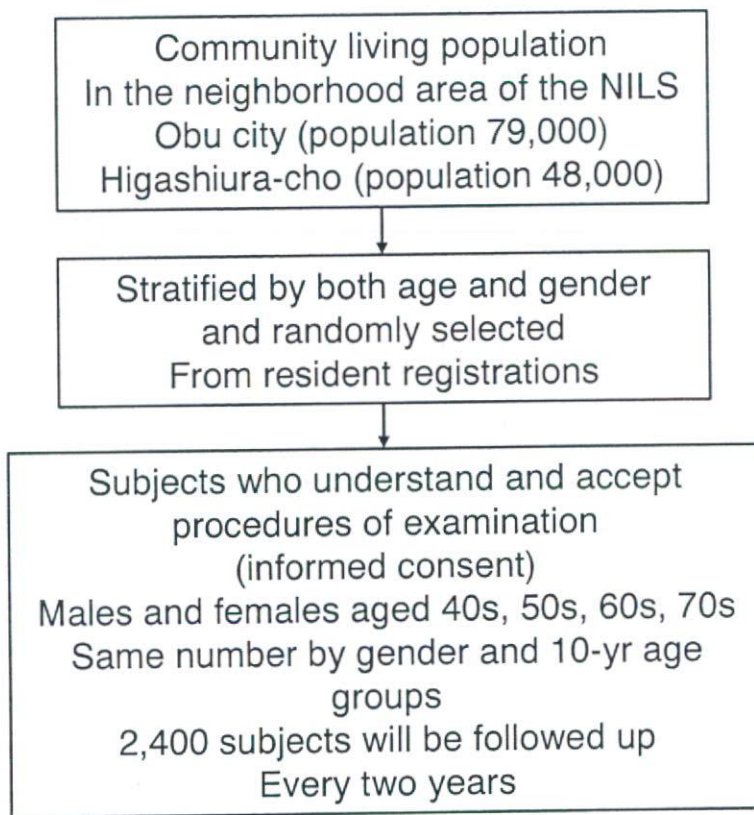 Community living population
In the neighborhood area of the NILS
Obu city (population 79,000)
Higashiura-cho (population 48,000)
Stratified by both age and gender
and randomly selected
From resident registrations
Subjects who understand and accept
procedures of examination
(informed consent)
Males and females aged 40s, 50s, 60s, 70s
Same number by gender and 10-yr age
groups
2,400 subjects will be followed up
Every two years